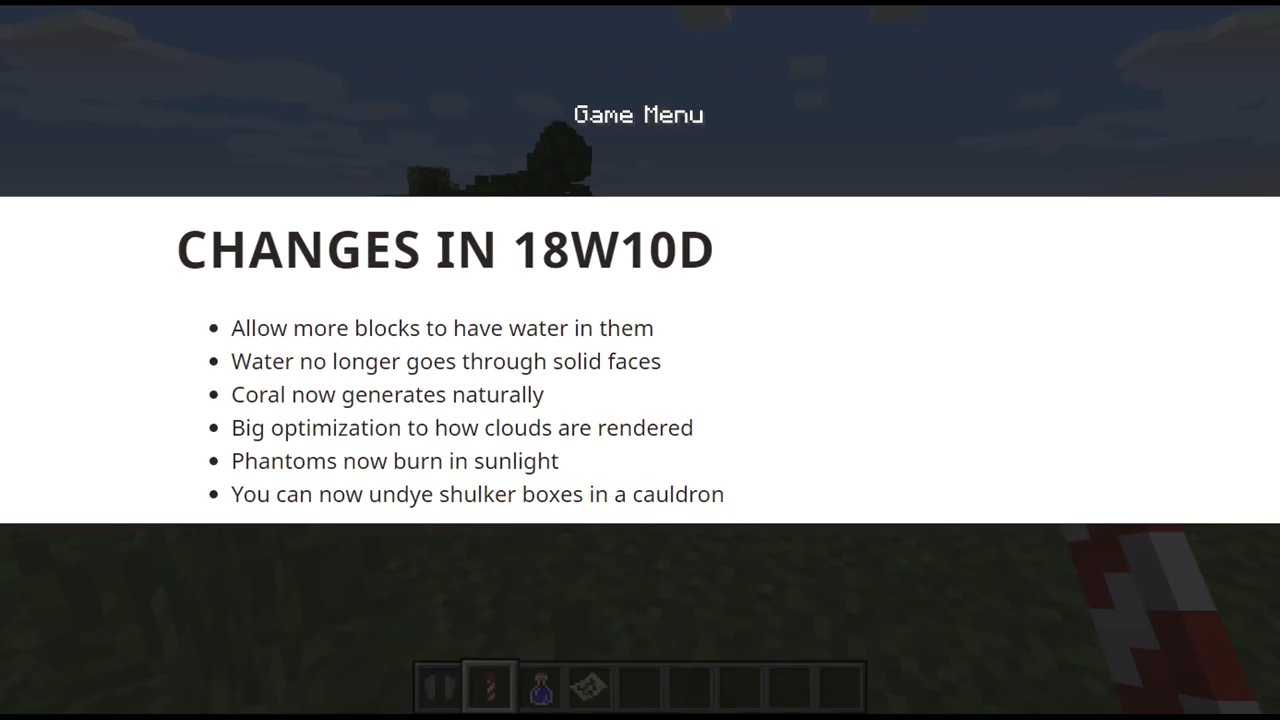 Game Menu
CHANGES IN 18W10D
• Allow more blocks to have water in them
• Water no longer goes through solid faces
• Coral now generates naturally
• Big optimization to how clouds are rendered
• Phantoms now burn in sunlight
• You can now undye shulker boxes in a cauldron